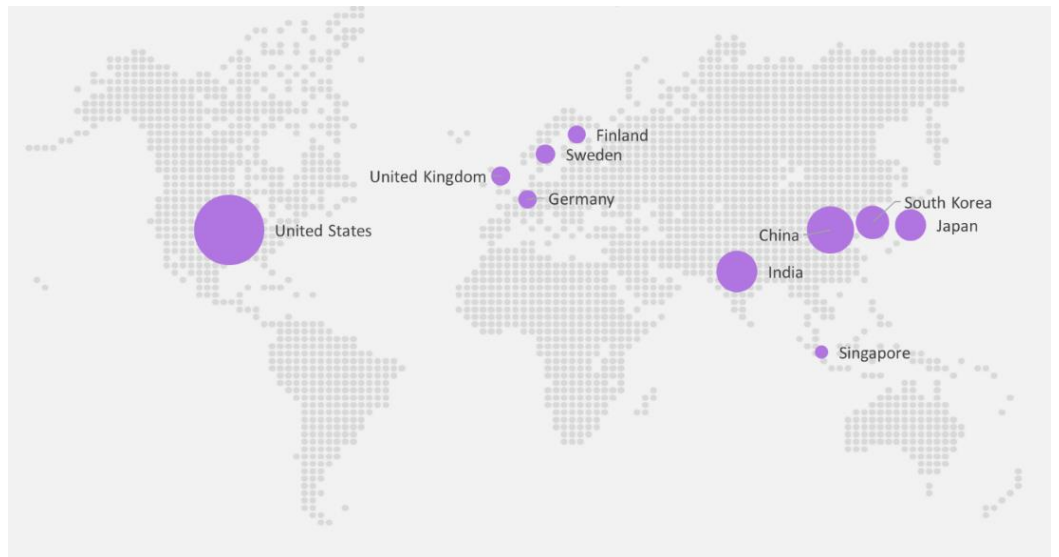 Finland
Sweden
United Kingdom
Germany
South Korea
United States
China
Japan
India
Singapore